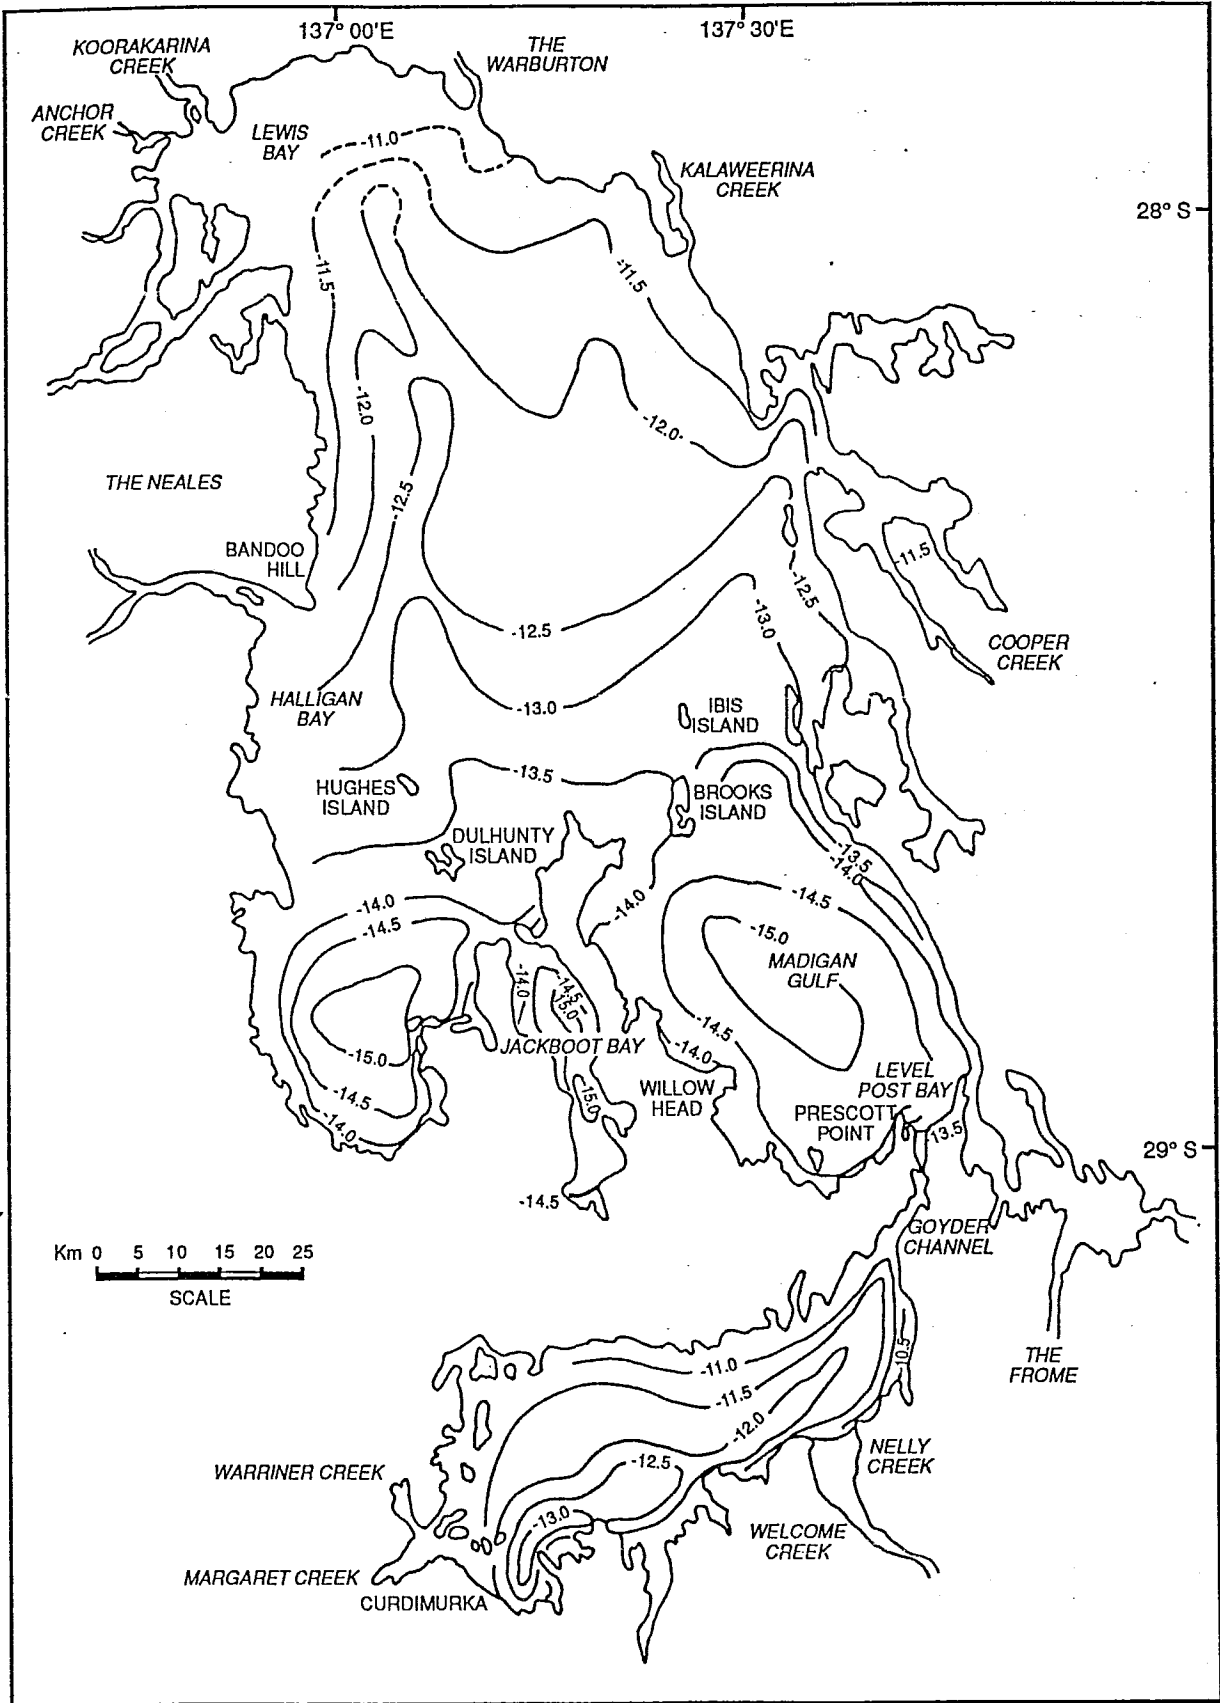 137° 00'E
137° 30'E
KOORAKARINA
CREEK
THE
WARBURTON
ANCHOR
CREEK
LEWIS
BAY
-11.0
KALAWEERINA
CREEK
28° S
-11.5
-11.5
-12.0
-12.0
THE NEALES
-12.5
BANDOO
HILL
-11.5
-12.5
-12.5
-13.0
COOPER
CREEK
HALLIGAN
BAY
-13.0
IBIS
ISLAND
HUGHES
ISLAND
-13.5
BROOKS
ISLAND
DULHUNTY
ISLAND
-13.5
-14.0
-14.0
-14.5
-14.0
-14.5
-15.0
MADIGAN
GULF
-14.0
-14.5
-15.0
-14.5
-15.0
JACKBOOT BAY
-14.0
LEVEL
POST BAY
WILLOW
HEAD
-15.0
PRESCOTT
POINT
-13.5
-14.5
-14.0
29° S
-14.5
GOYDER
CHANNEL
Km 0 5 10 15 20 25
SCALE
-10.5
THE
FROME
-11.0
-11.5
-12.0
NELLY
CREEK
-12.5
WARRINER CREEK
-13.0
WELCOME
CREEK
MARGARET CREEK
CURDIMURKA